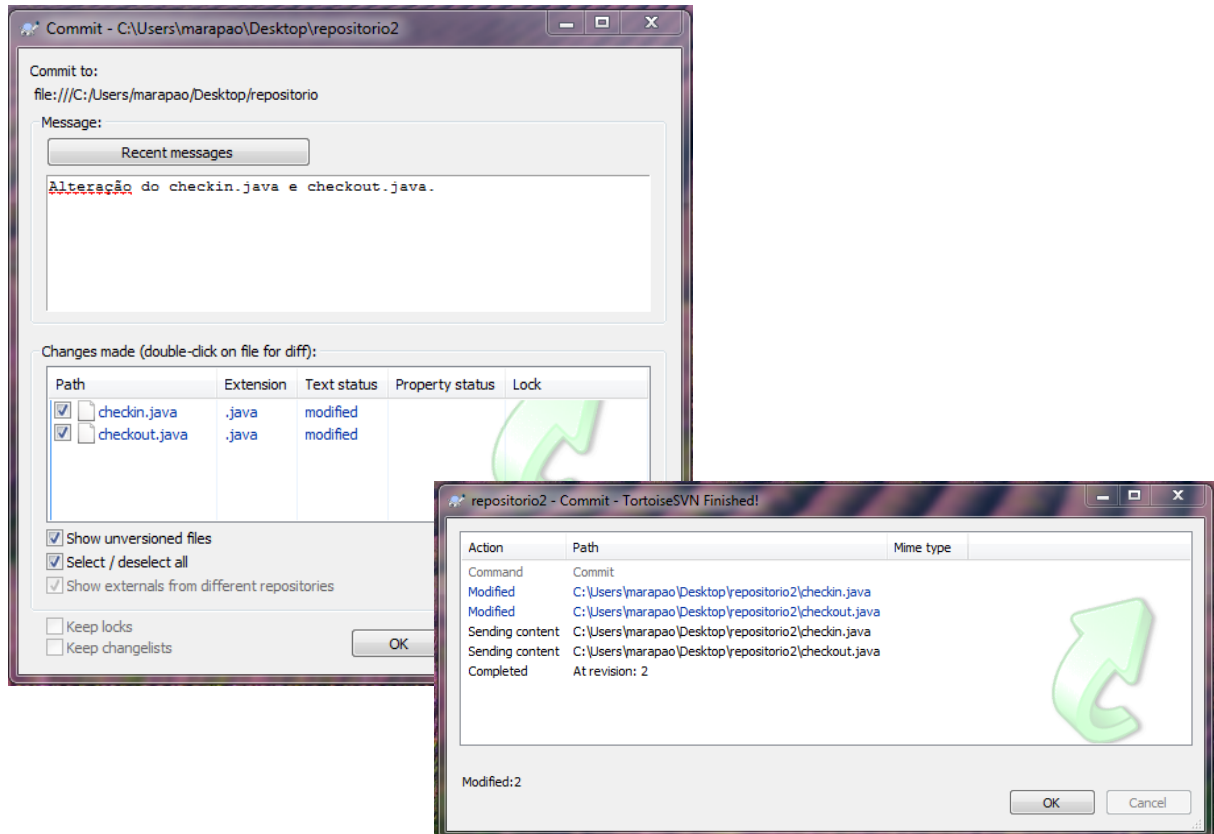 Commit - C:\Users\marapao\Desktop\repositorio2
Commit to:
file:///C:/Users/marapao/Desktop/repositorio
Message:
Recent messages
Alteração do checkin.java e checkout.java.
Changes made (double-click on file for diff):
Path Extension Text status Property status Lock
checkin.java .java modified
checkout.java .java modified
Show unversioned files
Select / deselect all
Show externals from different repositories
Keep locks
Keep changelists
OK
repositorio2 - Commit - TortoiseSVN Finished!
Action Path Mime type
Command Commit
Modified C:\Users\marapao\Desktop\repositorio2\checkin.java
Modified C:\Users\marapao\Desktop\repositorio2\checkout.java
Sending content C:\Users\marapao\Desktop\repositorio2\checkin.java
Sending content C:\Users\marapao\Desktop\repositorio2\checkout.java
Completed At revision: 2
Modified:2
OK Cancel